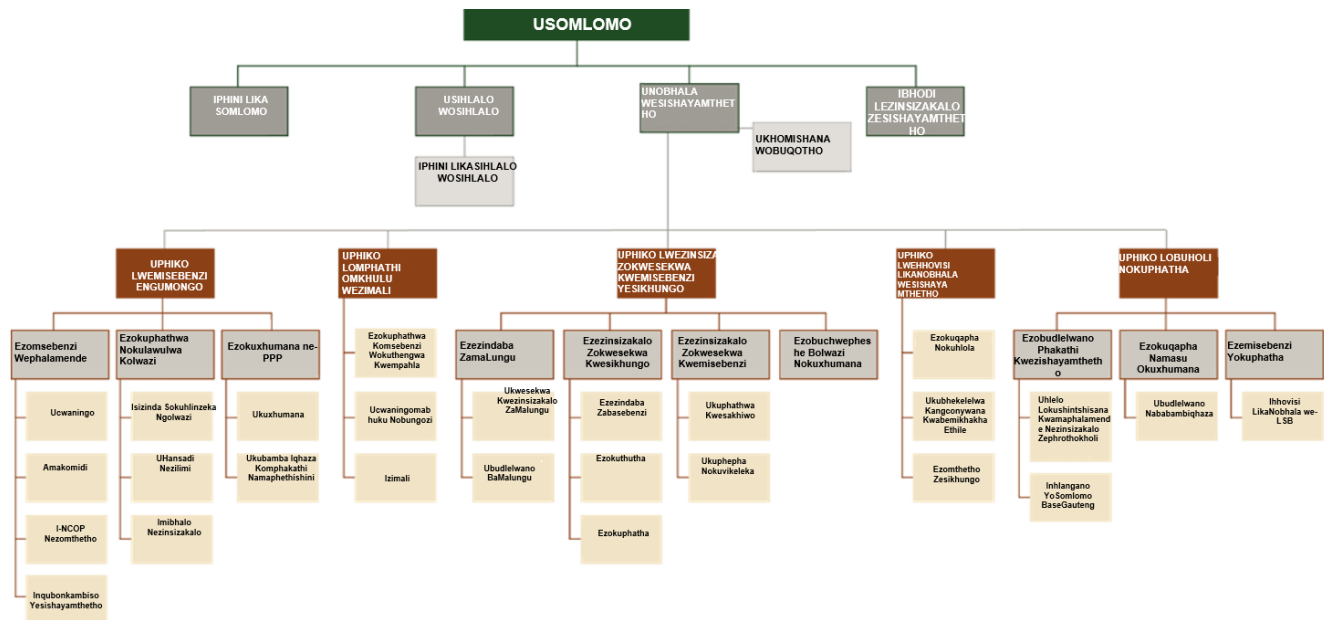 USOMLOMO
IPHINI LIKA
SOMLOMO
USIHLALO
WOSIHLALO
UNOBHALA
WESISHAYAMTHET
HO
IBHODI
LEZINSIZAKALO
ZESISHAYAMTHET
HO
UKHOMISHANA
WOBUQOTHO
IPHINI LIKASIHLALO
WOSIHLALO
UPHIKO
LWEMISEBENZI
ENGUMONGO
UPHIKO
LOMPHATHI
OMKHULU
WEZIMALI
UPHIKO LWEZINSIZA
ZOKWESEKWA
KWEMISEBENZI
YESIKHUNGO
UPHIKO
LWEHHOVISI
LIKANOBHALA
WESISHAYA
MTHETHO
UPHIKO LOBUHOLI
NOKUPHATHA
Ezomsebenzi
Wephalamende
Ezokuphathwa
Nokulawulwa
Kolwazi
Ezokuxhumana ne-
PPP
Ezokuphathwa
Komsebenzi
Wokuthengwa
Kwempahla
Ezezindaba
ZamaLungu
Ezezinsizakalo
Zokwesekwa
Kwesikhungo
Ezezinsizakalo
Zokwesekwa
Kwemisebenzi
Ezobuchwephes
he Bolwazi
Nokuxhumana
Ezokuqapha
Nokuhlola
Ezobudlelwano
Phakathi
Kwezishayamtheth
o
Ezokuqapha
Namasu
Okuxhumana
Ezemisebenzi
Yokuphatha
Ucwaningo
Isizinda Sokuhlinzeka
Ngolwazi
Ukuxhumana
Ucwaningomab
huku Nobungozi
Ukwesekwa
Kwezinsizakalo
ZaMalungu
Ezezindaba
Zabasebenzi
Ukuphathwa
Kwesakhiwo
Ukubhekelelwa
Kangconywana
Kwabemikhakha
Ethile
Uhlelo
Lokushintshisana
Kwamaphalamend
e Nezinsizakalo
Zephrothokholi
Ubudlelwano
Nababambiqhaza
Ihhovisi
LikaNobhala we-
LSB
Amakomidi
UHansadi
Nezilimi
Ukubamba Iqhaza
Komphakathi
Namaphethishini
Izimali
Ubudlelwano
BaMalungu
Ezokuthutha
Ukuphepha
Nokuvikeleka
Ezomthetho
Zesikhungo
Inhlangano
YoSomlomo
BaseGauteng
I-NCOP
Nezomthetho
Imibhalo
Nezinsizakalo
Ezokuphatha
Inqubonkambiso
Yesishayamthetho